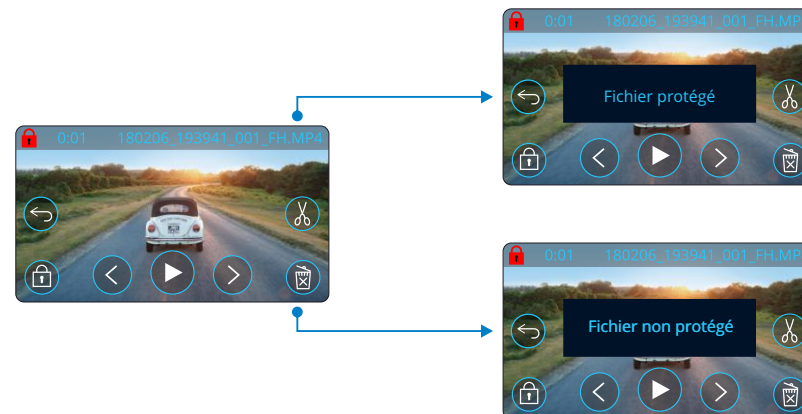 0:01 180206_193941_001_FH.MP4
0:01 180206_193941_001_FH.MP
Fichier protégé
0:01 180206_193941_001_FH.MP
Fichier non protégé